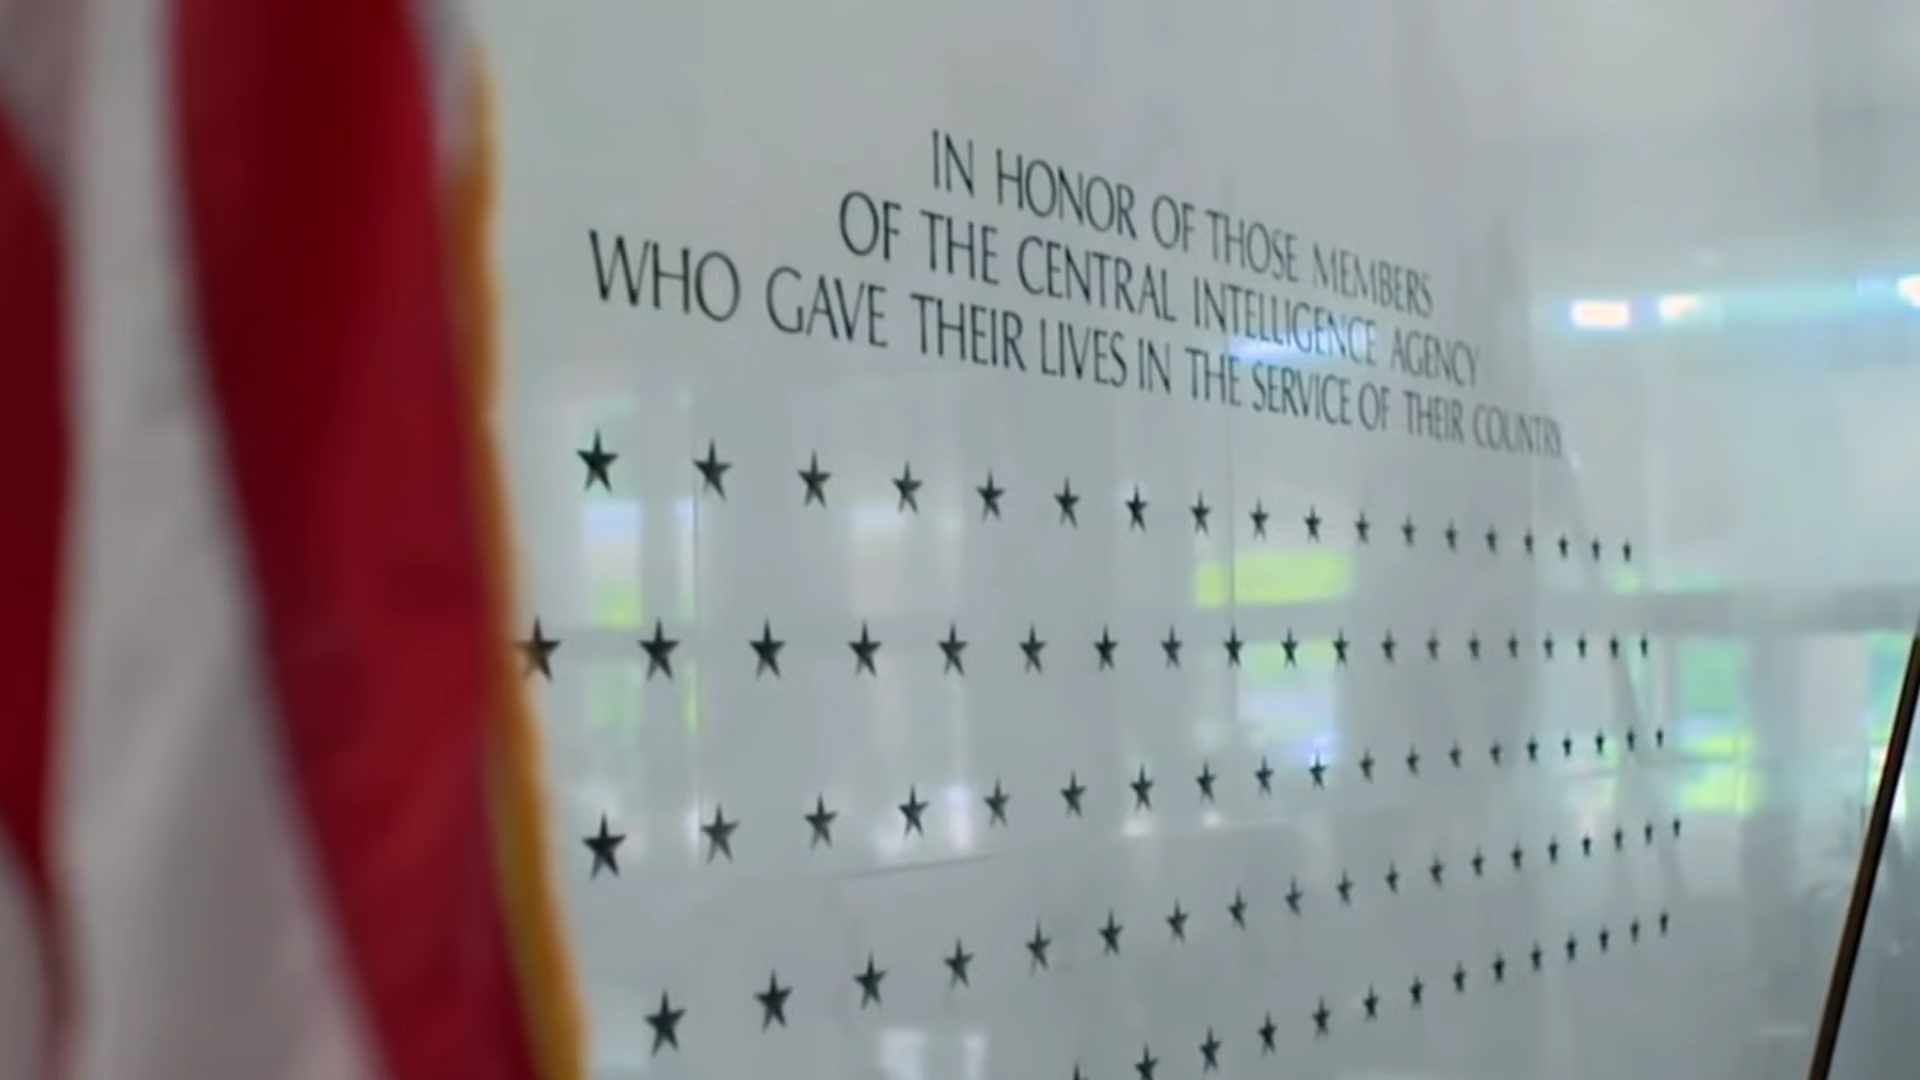 IN HONOR OF THOSE MEMBERS
OF THE CENTRAL INTELLIGENCE AGENCY
WHO GAVE THEIR LIVES IN THE SERVICE OF THEIR COUNTRY